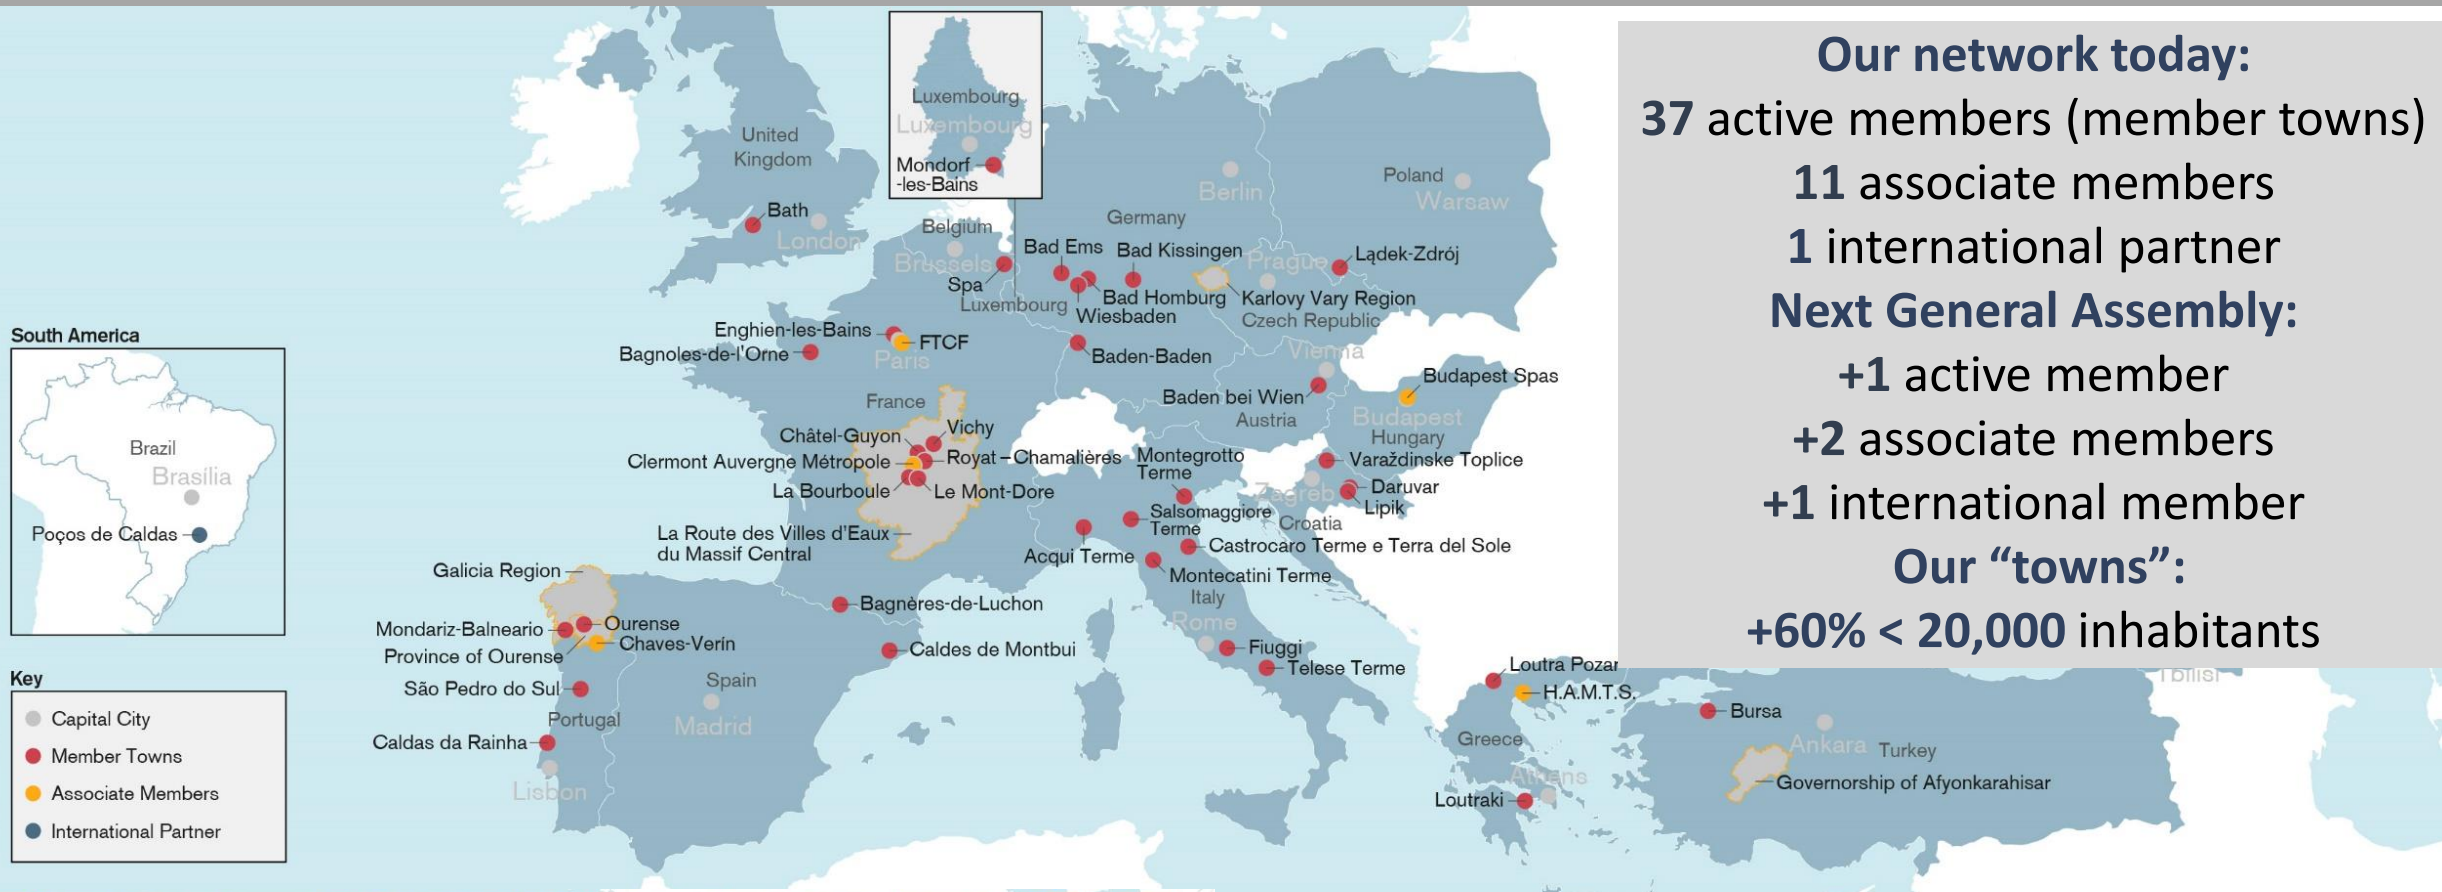 Our network today:
37 active members (member towns)
11 associate members
1 international partner
Next General Assembly:
+1 active member
+2 associate members
+1 international member
Our “towns”:
+60% < 20,000 inhabitants
Luxembourg
Luxembourg
Mondorf
-les-Bains
United
Kingdom
Bath
London
Belgium
Brussels
Spa
Luxembourg
Berlin
Germany
Bad Ems
Bad Kissingen
Bad Homburg
Wiesbaden
Baden-Baden
Poland
Warsaw
Prague
Lądek-Zdrój
Karlovy Vary Region
Czech Republic
Enghien-les-Bains
FTCF
Bagnoles-de-l'Orne
Paris
France
Vienna
Baden bei Wien
Austria
Budapest Spas
Budapest
Hungary
Châtel-Guyon
Vichy
Clermont Auvergne Métropole
Royat–Chamalières
La Bourboule
Le Mont-Dore
La Route des Villes d’Eaux
du Massif Central
Montegrotto
Terme
Salsomaggiore
Terme
Acqui Terme
Castrocaro Terme e Terra del Sole
Montecatini Terme
Italy
Rome
Fiuggi
Telese Terme
Varaždinske Toplice
Daruvar
Lipik
Zagreb
Croatia
Galicia Region
Mondariz-Balneario
Ourense
Province of Ourense
Chaves-Verín
Bagnères-de-Luchon
Caldes de Montbui
São Pedro do Sul
Portugal
Caldas da Rainha
Lisbon
Spain
Madrid
Loutra Pozar
H.A.M.T.S.
Greece
Athens
Loutraki
Bursa
Ankara
Turkey
Governorship of Afyonkarahisar
Tbilisi
South America
Brazil
Brasília
Poços de Caldas
Key
Capital City
Member Towns
Associate Members
International Partner